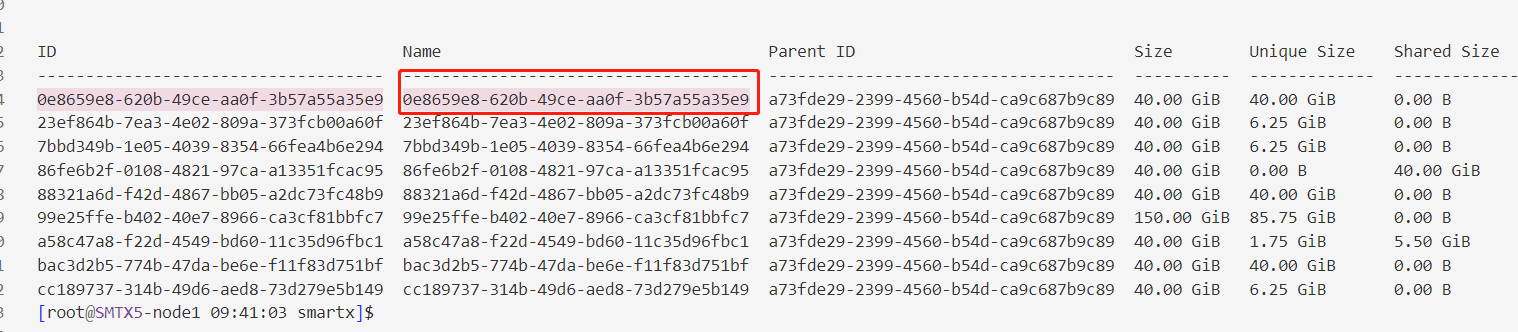 ID Name Parent ID Size Unique Size Shared Size
------------------------------------ ------------------------------------ ------------------------------------ ---------- ------------- -------------
0e8659e8-620b-49ce-aa0f-3b57a55a35e9 0e8659e8-620b-49ce-aa0f-3b57a55a35e9 a73fde29-2399-4560-b54d-ca9c687b9c89 40.00 GiB 40.00 GiB 0.00 B
23ef864b-7ea3-4e02-809a-373fcb00a60f 23ef864b-7ea3-4e02-809a-373fcb00a60f a73fde29-2399-4560-b54d-ca9c687b9c89 40.00 GiB 6.25 GiB 0.00 B
7bbd349b-1e05-4039-8354-66fea4b6e294 7bbd349b-1e05-4039-8354-66fea4b6e294 a73fde29-2399-4560-b54d-ca9c687b9c89 40.00 GiB 6.25 GiB 0.00 B
86fe6b2f-0108-4821-97ca-a13351fcac95 86fe6b2f-0108-4821-97ca-a13351fcac95 a73fde29-2399-4560-b54d-ca9c687b9c89 40.00 GiB 0.00 B 40.00 GiB
88321a6d-f42d-4867-bb05-a2dc73fc48b9 88321a6d-f42d-4867-bb05-a2dc73fc48b9 a73fde29-2399-4560-b54d-ca9c687b9c89 40.00 GiB 40.00 GiB 0.00 B
99e25ffe-b402-40e7-8966-ca3cf81bbfc7 99e25ffe-b402-40e7-8966-ca3cf81bbfc7 a73fde29-2399-4560-b54d-ca9c687b9c89 150.00 GiB 85.75 GiB 0.00 B
a58c47a8-f22d-4549-bd60-11c35d96fbc1 a58c47a8-f22d-4549-bd60-11c35d96fbc1 a73fde29-2399-4560-b54d-ca9c687b9c89 40.00 GiB 1.75 GiB 5.50 GiB
bac3d2b5-774b-47da-be6e-f11f83d751bf bac3d2b5-774b-47da-be6e-f11f83d751bf a73fde29-2399-4560-b54d-ca9c687b9c89 40.00 GiB 40.00 GiB 0.00 B
cc189737-314b-49d6-aed8-73d279e5b149 cc189737-314b-49d6-aed8-73d279e5b149 a73fde29-2399-4560-b54d-ca9c687b9c89 40.00 GiB 6.25 GiB 0.00 B
[root@SMTX5-node1 09:41:03 smartx]$